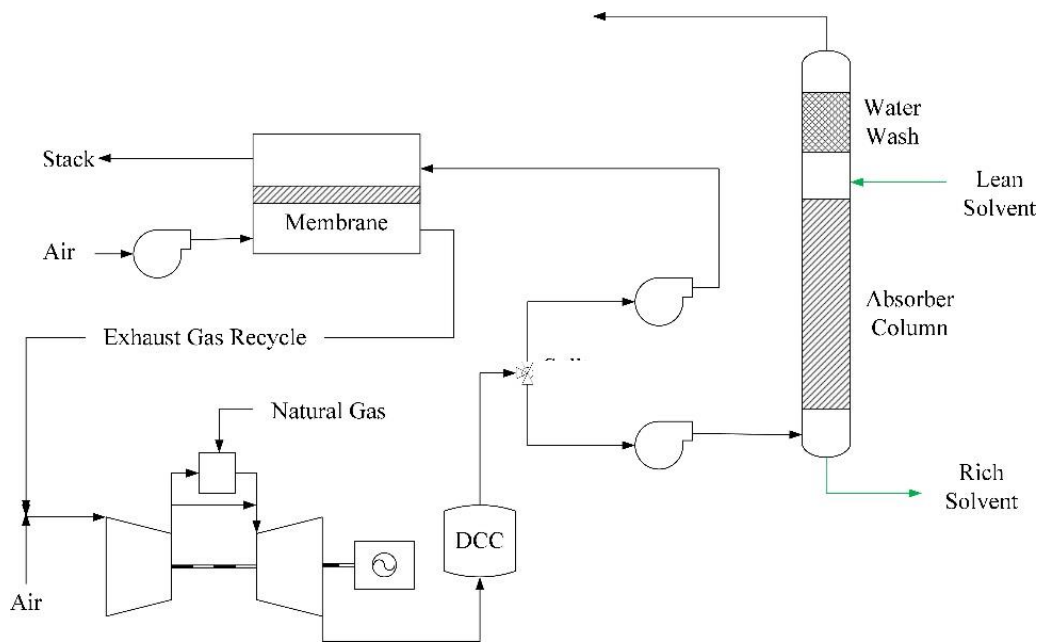 Water
Wash
Stack
Lean
Solvent
Membrane
Air
Absorber
Column
Exhaust Gas Recycle
Natural Gas
Rich
Solvent
DCC
Air